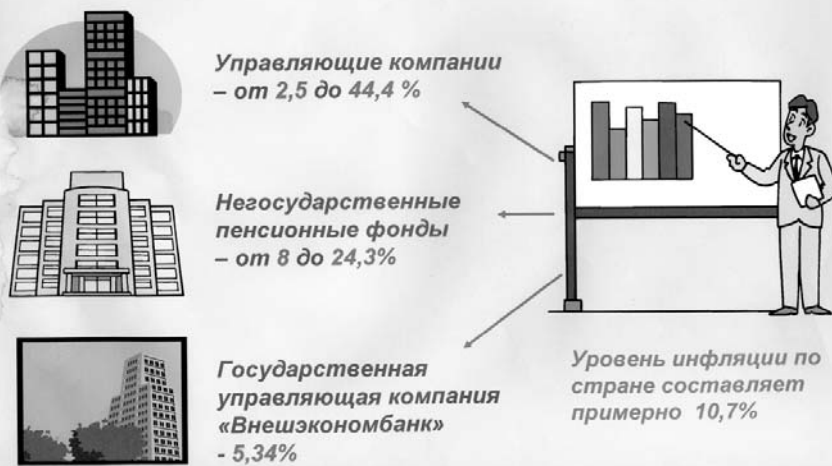 Управляющие компании
– от 2,5 до 44,4 %
Негосударственные
пенсионные фонды
– от 8 до 24,3%
Государственная
управляющая компания
«Внешэкономбанк»
- 5,34%
Уровень инфляции по
стране составляет
примерно 10,7%